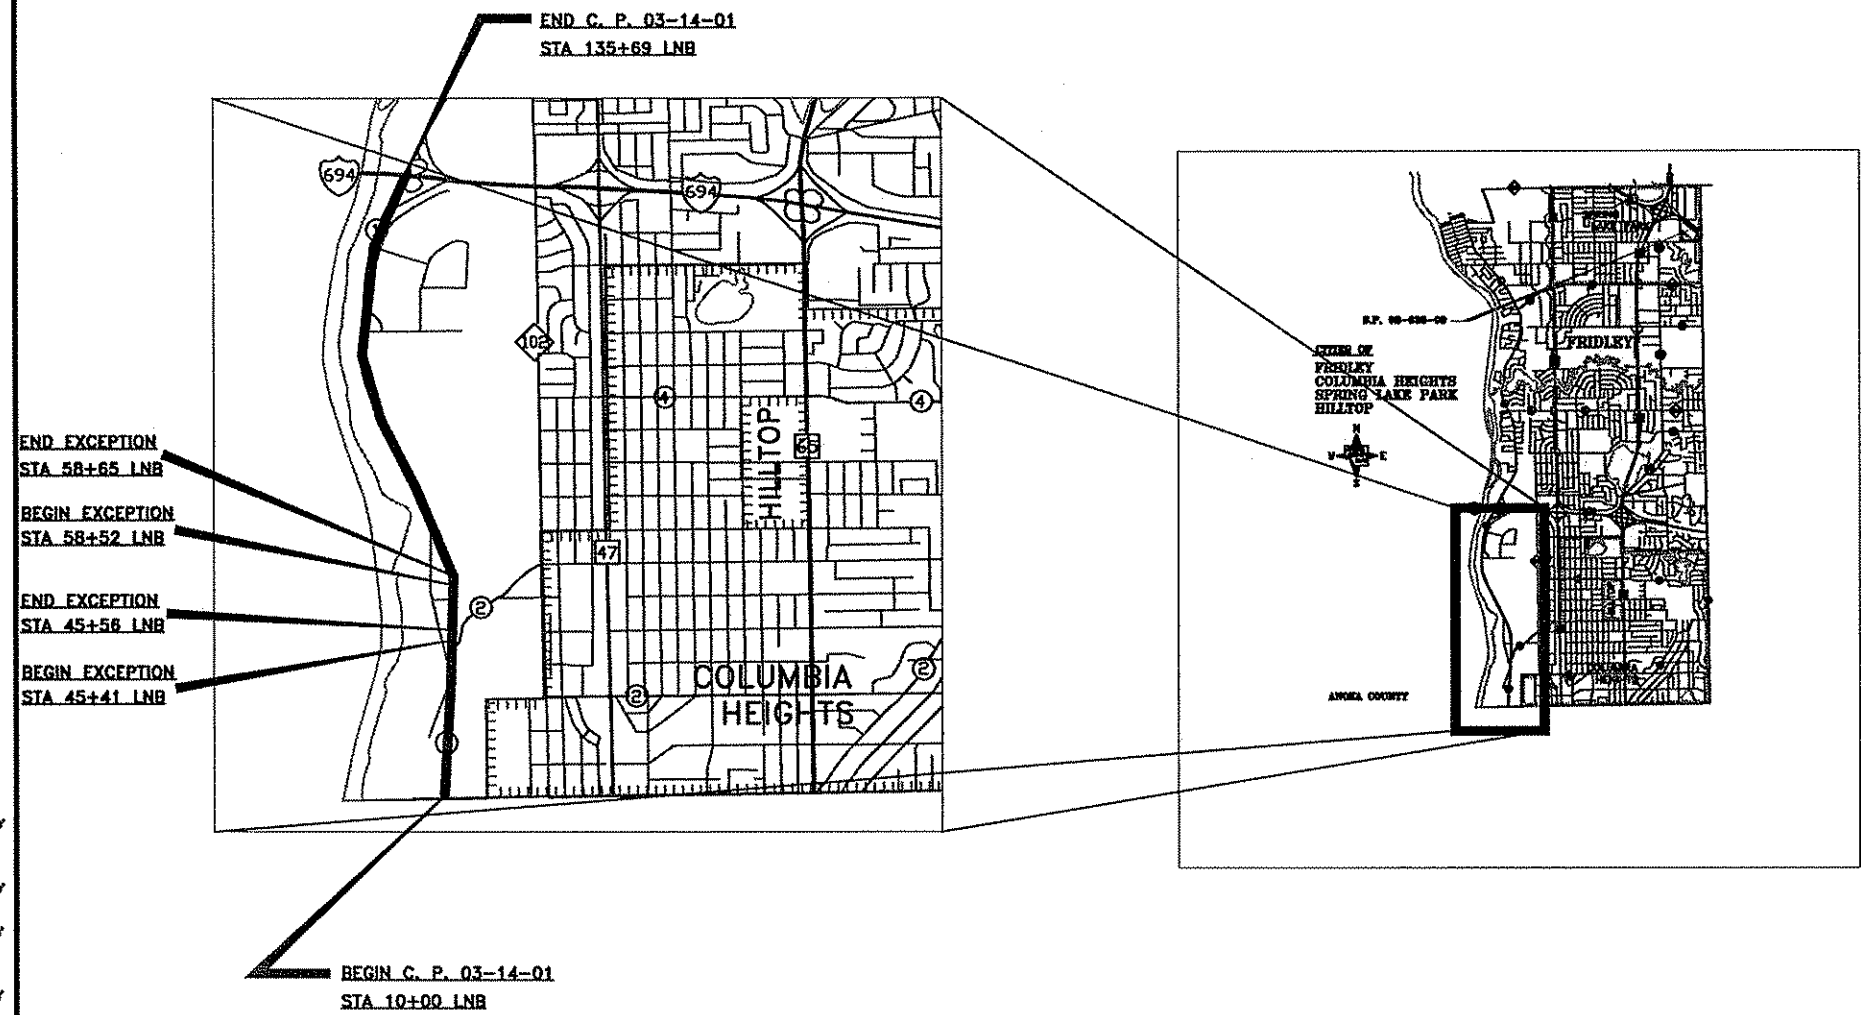 END C. P. 03-14-01
STA 135+69 LNB
694
694
102
4
4
HILLTOP
65
END EXCEPTION
STA 58+65 LNB
BEGIN EXCEPTION
STA 58+52 LNB
47
END EXCEPTION
STA 45+56 LNB
2
BEGIN EXCEPTION
STA 45+41 LNB
2
2
COLUMBIA
HEIGHTS
BEGIN C. P. 03-14-01
STA 10+00 LNB
FRIDLEY
CITIES OF
FRIDLEY
COLUMBIA HEIGHTS
SPRING LAKE PARK
HILLTOP
N
W
E
S
ANOKA COUNTY